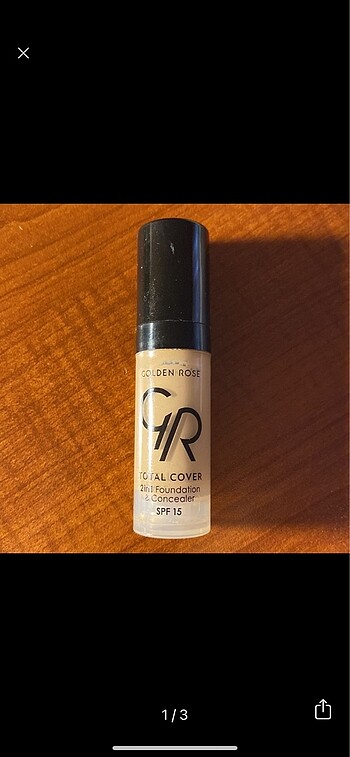 GOLDEN ROSE
GR
TOTAL COVER
2in1 Foundation
& Concealer
SPF 15
1/3